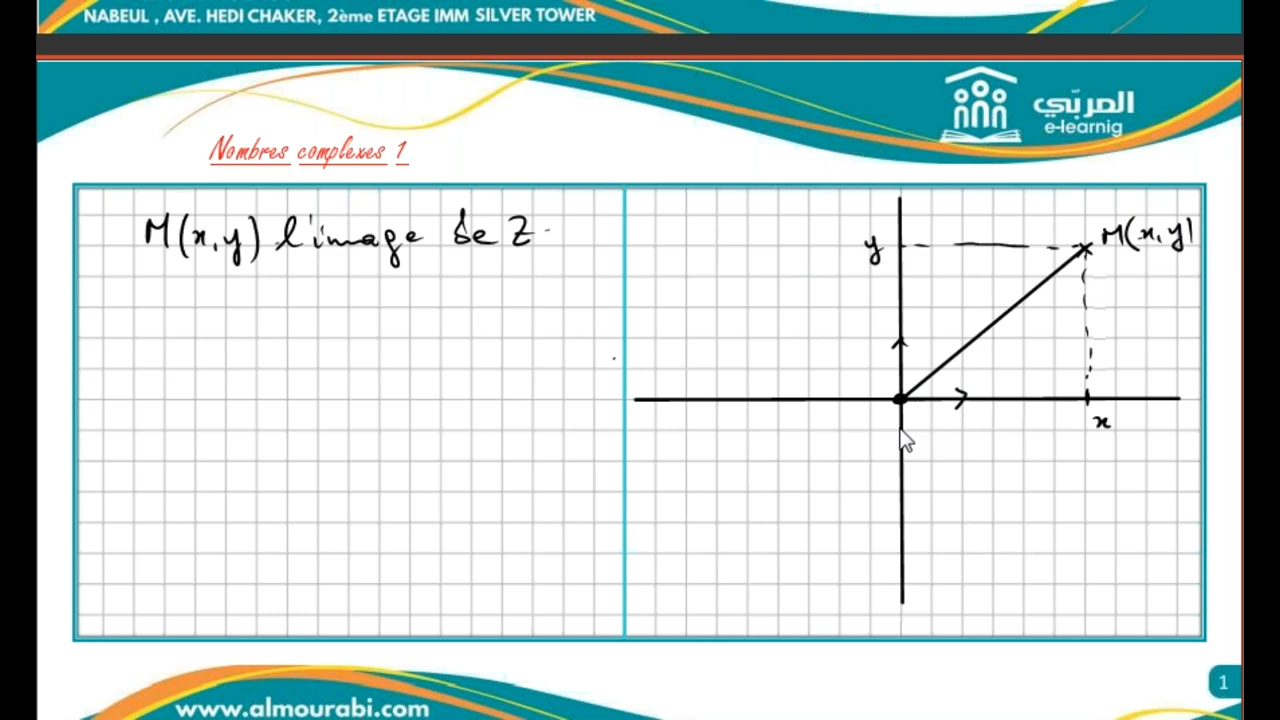 NABEUL , AVE. HEDI CHAKER, 2ème ETAGE IMM SILVER TOWER
المربّي
e-learnig
Nombres complexes 1
M(x,y) l'image de Z
y
M(x,y)
x
1
www.almourabi.com